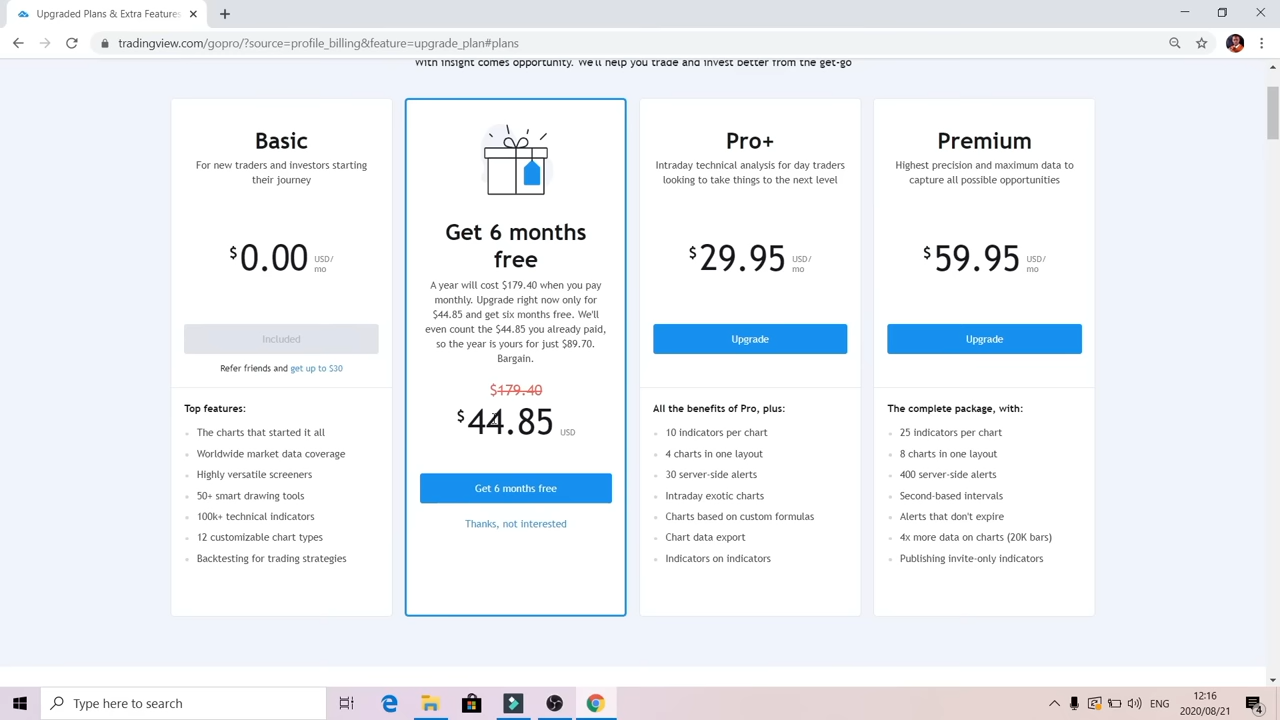 Upgraded Plans & Extra Features
tradingview.com/gopro/?source=profile_billing&feature=upgrade_plan#plans
With insight comes opportunity. We'll help you trade and invest better from the get-go
Basic
For new traders and investors starting
their journey
$0.00 USD/
mo
Included
Refer friends and get up to $30
Top features:
The charts that started it all
Worldwide market data coverage
Highly versatile screeners
50+ smart drawing tools
100k+ technical indicators
12 customizable chart types
Backtesting for trading strategies
Get 6 months
free
A year will cost $179.40 when you pay
monthly. Upgrade right now only for
$44.85 and get six months free. We'll
even count the $44.85 you already paid,
so the year is yours for just $89.70.
Bargain.
$179.40
$44.85 USD
Get 6 months free
Thanks, not interested
Pro+
Intraday technical analysis for day traders
looking to take things to the next level
$29.95 USD/
mo
Upgrade
All the benefits of Pro, plus:
10 indicators per chart
4 charts in one layout
30 server-side alerts
Intraday exotic charts
Charts based on custom formulas
Chart data export
Indicators on indicators
Premium
Highest precision and maximum data to
capture all possible opportunities
$59.95 USD/
mo
Upgrade
The complete package, with:
25 indicators per chart
8 charts in one layout
400 server-side alerts
Second-based intervals
Alerts that don't expire
4x more data on charts (20K bars)
Publishing invite-only indicators
Type here to search
ENG
12:16
2020/08/21
4